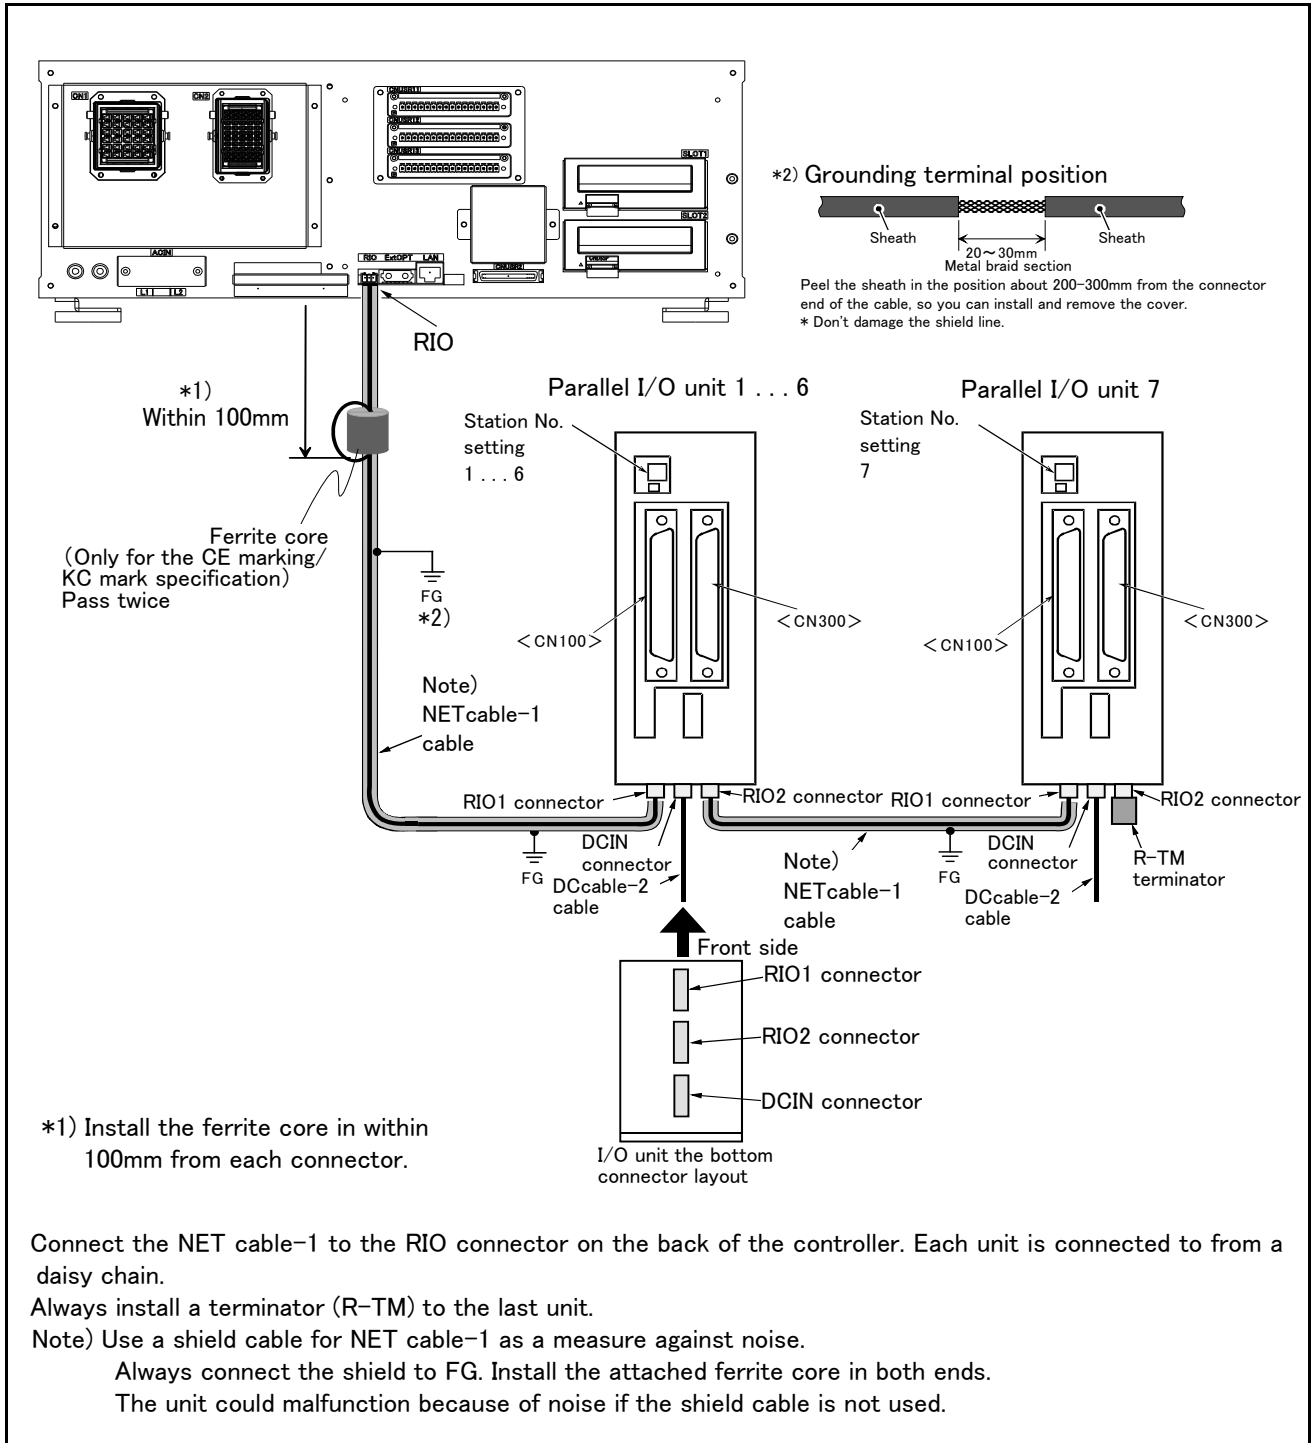 CN1
CN2
CNUSR11
CNUSR12
CNUSR13
SLOT1
SLOT2
ACIN
L1 L2
RIO ExtOPT LAN
CNUSR2
*2) Grounding terminal position
Sheath
Sheath
20～30mm
Metal braid section
Peel the sheath in the position about 200-300mm from the connector
end of the cable, so you can install and remove the cover.
* Don't damage the shield line.
RIO
*1)
Within 100mm
Ferrite core
(Only for the CE marking/
KC mark specification)
Pass twice
FG
*2)
Parallel I/O unit 1 . . . 6
Station No.
setting
1 . . . 6
<CN100>
<CN300>
Parallel I/O unit 7
Station No.
setting
7
<CN100>
<CN300>
Note)
NETcable-1
cable
RIO1 connector
RIO2 connector
RIO1 connector
RIO2 connector
FG
DCIN
connector
DCcable-2
cable
Note)
NETcable-1
cable
FG
DCIN
connector
DCcable-2
cable
R-TM
terminator
Front side
RIO1 connector
RIO2 connector
DCIN connector
I/O unit the bottom
connector layout
*1) Install the ferrite core in within
100mm from each connector.
Connect the NET cable-1 to the RIO connector on the back of the controller. Each unit is connected to from a
daisy chain.
Always install a terminator (R-TM) to the last unit.
Note) Use a shield cable for NET cable-1 as a measure against noise.
Always connect the shield to FG. Install the attached ferrite core in both ends.
The unit could malfunction because of noise if the shield cable is not used.